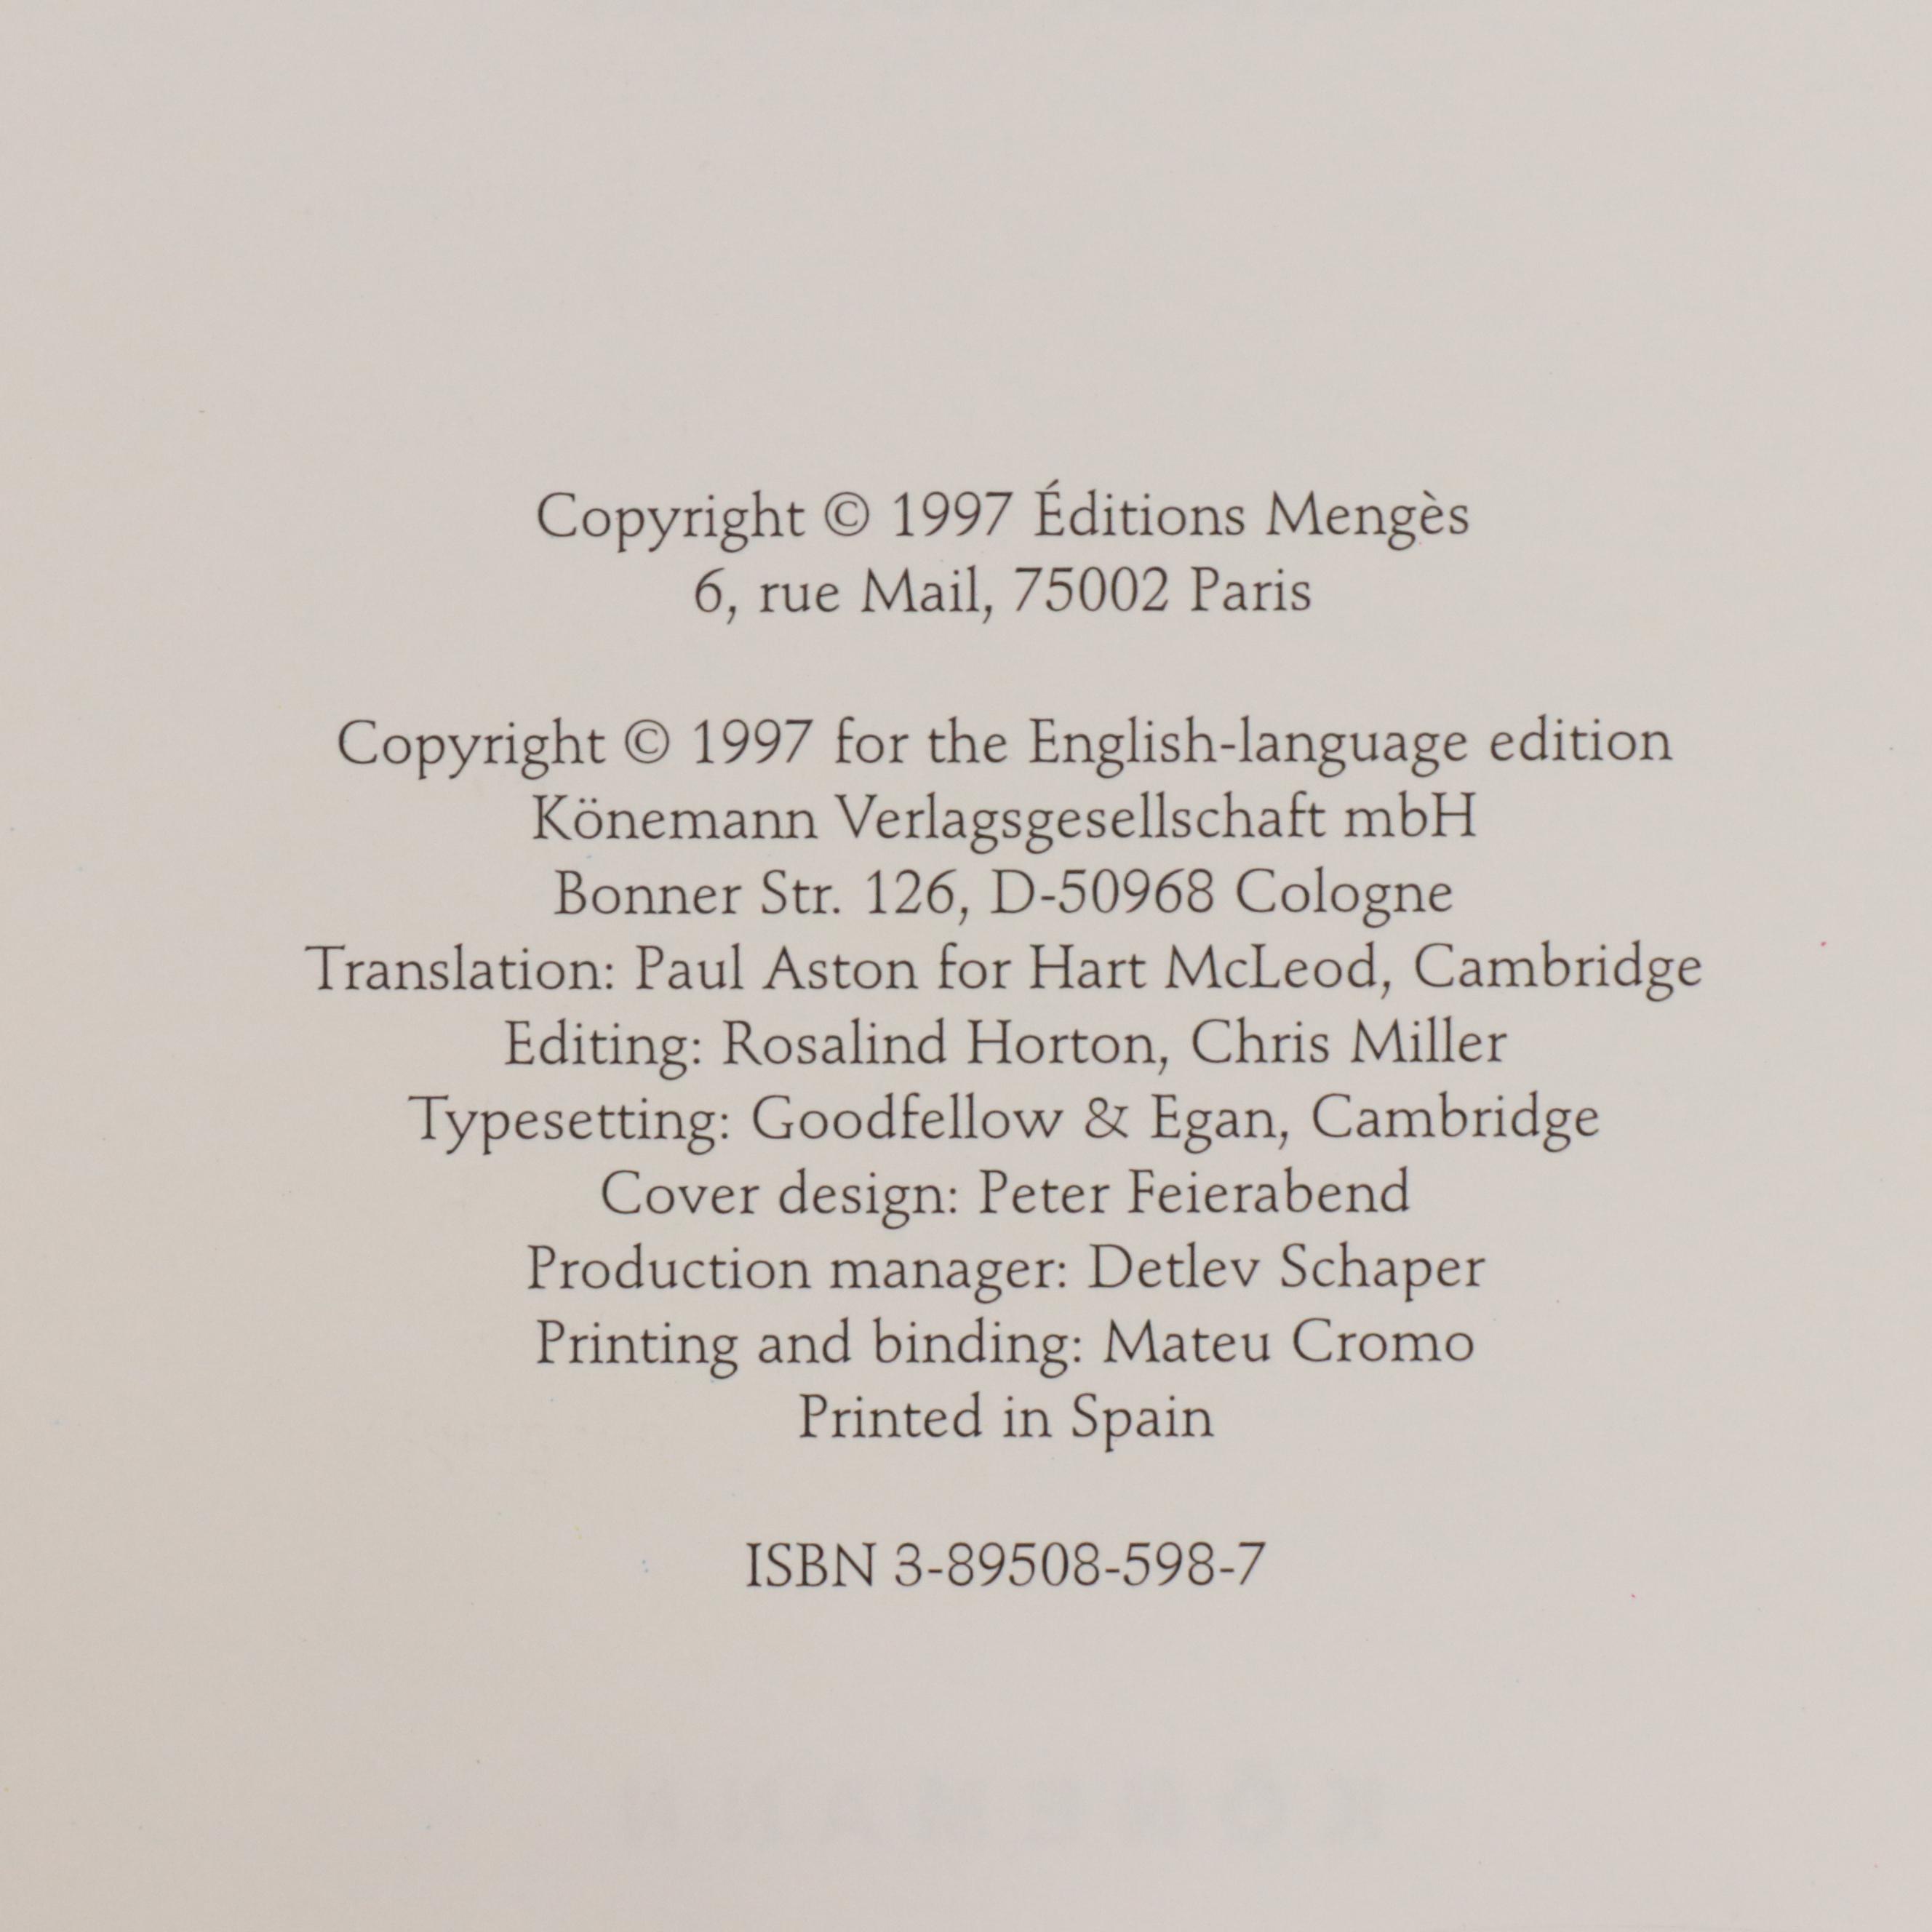 Copyright © 1997 Éditions Mengès
6, rue Mail, 75002 Paris
Copyright © 1997 for the English-language edition
Könemann Verlagsgesellschaft mbH
Bonner Str. 126, D-50968 Cologne
Translation: Paul Aston for Hart McLeod, Cambridge
Editing: Rosalind Horton, Chris Miller
Typesetting: Goodfellow & Egan, Cambridge
Cover design: Peter Feierabend
Production manager: Detlev Schaper
Printing and binding: Mateu Cromo
Printed in Spain
ISBN 3-89508-598-7
KÖNEMANN